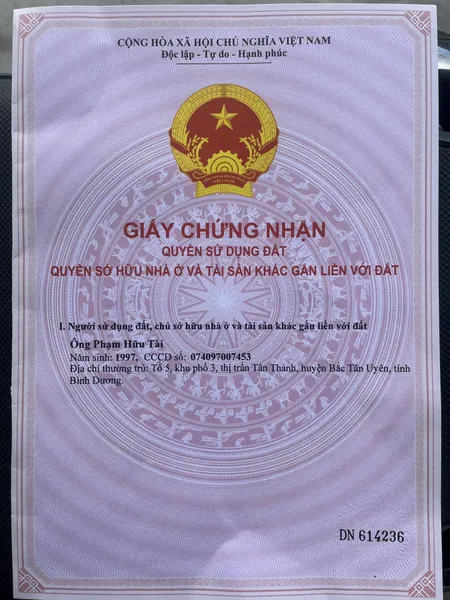 CỘNG HÒA XÃ HỘI CHỦ NGHĨA VIỆT NAM
Độc lập - Tự do - Hạnh phúc
VIỆT NAM
GIẤY CHỨNG NHẬN
QUYỀN SỬ DỤNG ĐẤT
QUYỀN SỞ HỮU NHÀ Ở VÀ TÀI SẢN KHÁC GẮN LIỀN VỚI ĐẤT
I. Người sử dụng đất, chủ sở hữu nhà ở và tài sản khác gắn liền với đất
Ông Phạm Hữu Tài
Năm sinh: 1997, CCCD số: 074097007453
Địa chỉ thường trú: Tổ 5, khu phố 3, thị trấn Tân Thành, huyện Bắc Tân Uyên, tỉnh
Bình Dương.
DN 614236